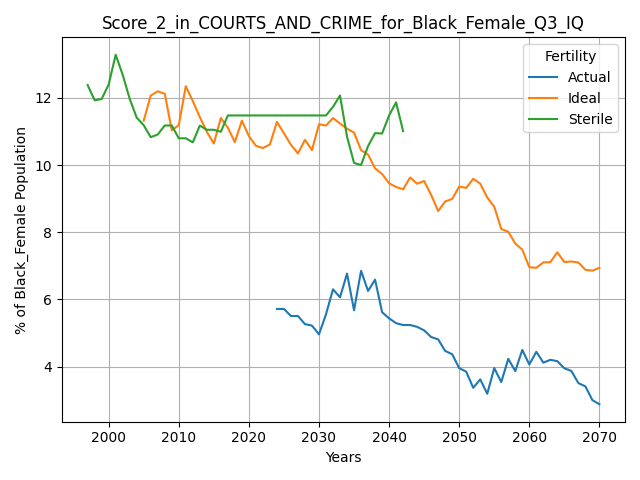 Score_2_in_COURTS_AND_CRIME_for_Black_Female_Q3_IQ
Fertility
Actual
Ideal
Sterile
% of Black_Female Population
12
10
8
6
4
2000 2010 2020 2030 2040 2050 2060 2070
Years